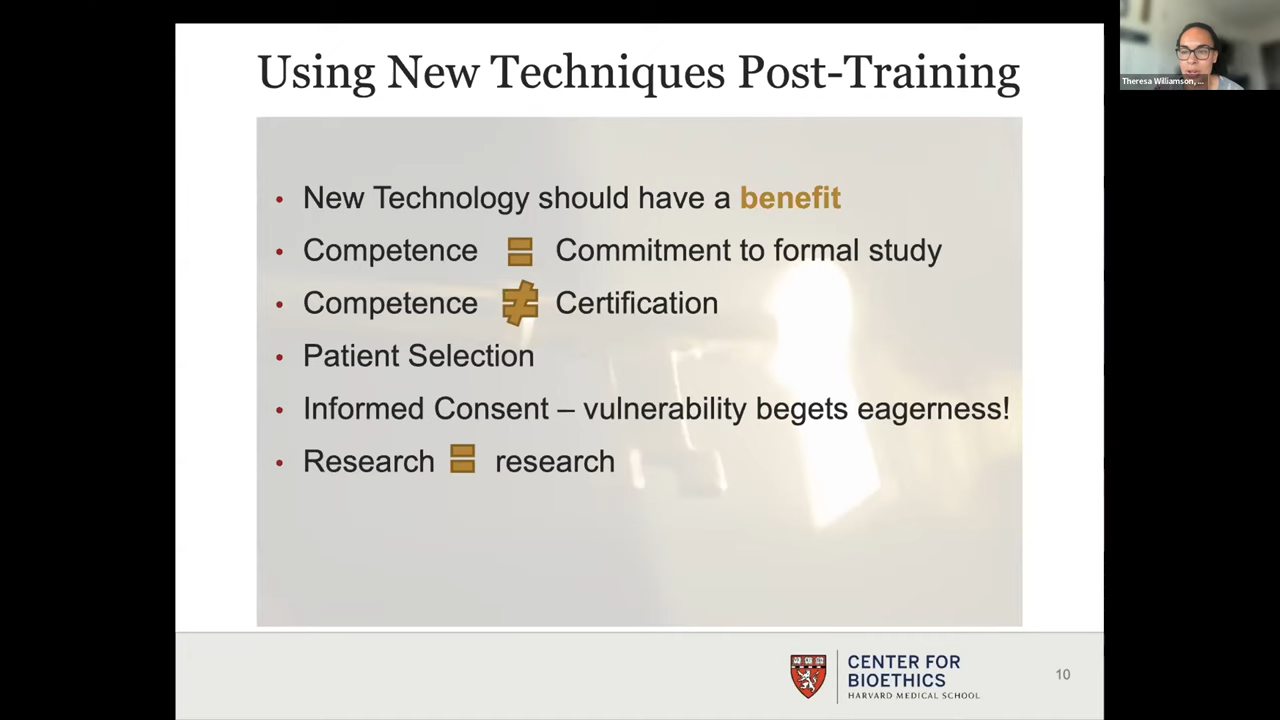 Using New Techniques Post-Training
• New Technology should have a benefit
• Competence = Commitment to formal study
• Competence ≠ Certification
• Patient Selection
• Informed Consent – vulnerability begets eagerness!
• Research = research
CENTER FOR
BIOETHICS
HARVARD MEDICAL SCHOOL
10
Theresa Williamson, ...